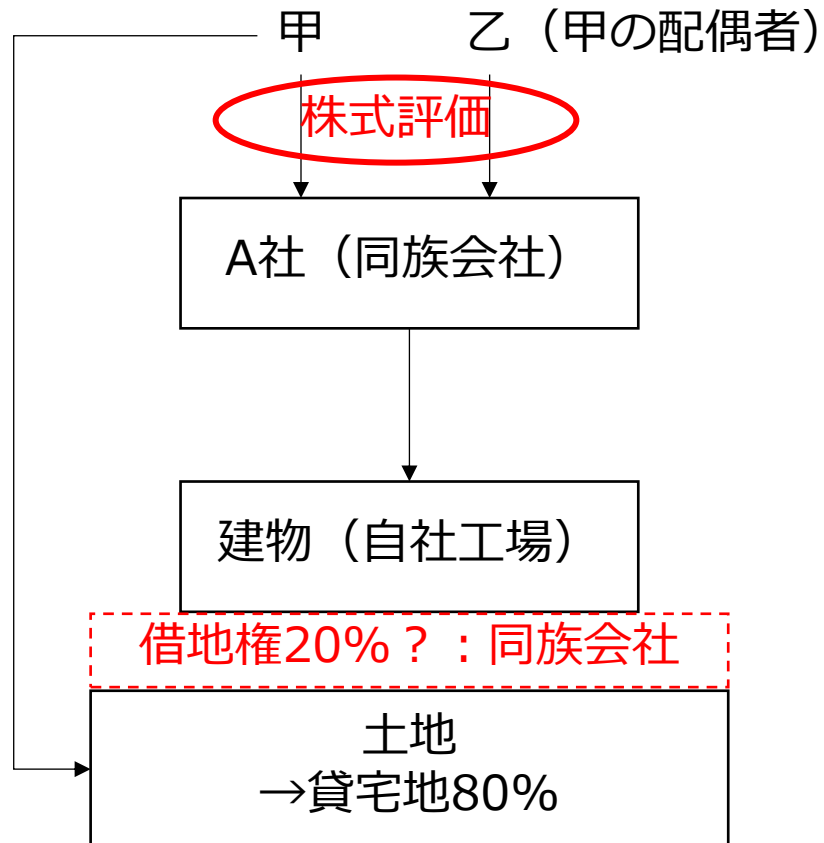 甲
乙（甲の配偶者）
株式評価
A社（同族会社）
建物（自社工場）
借地権20%？：同族会社
土地
→貸宅地80%